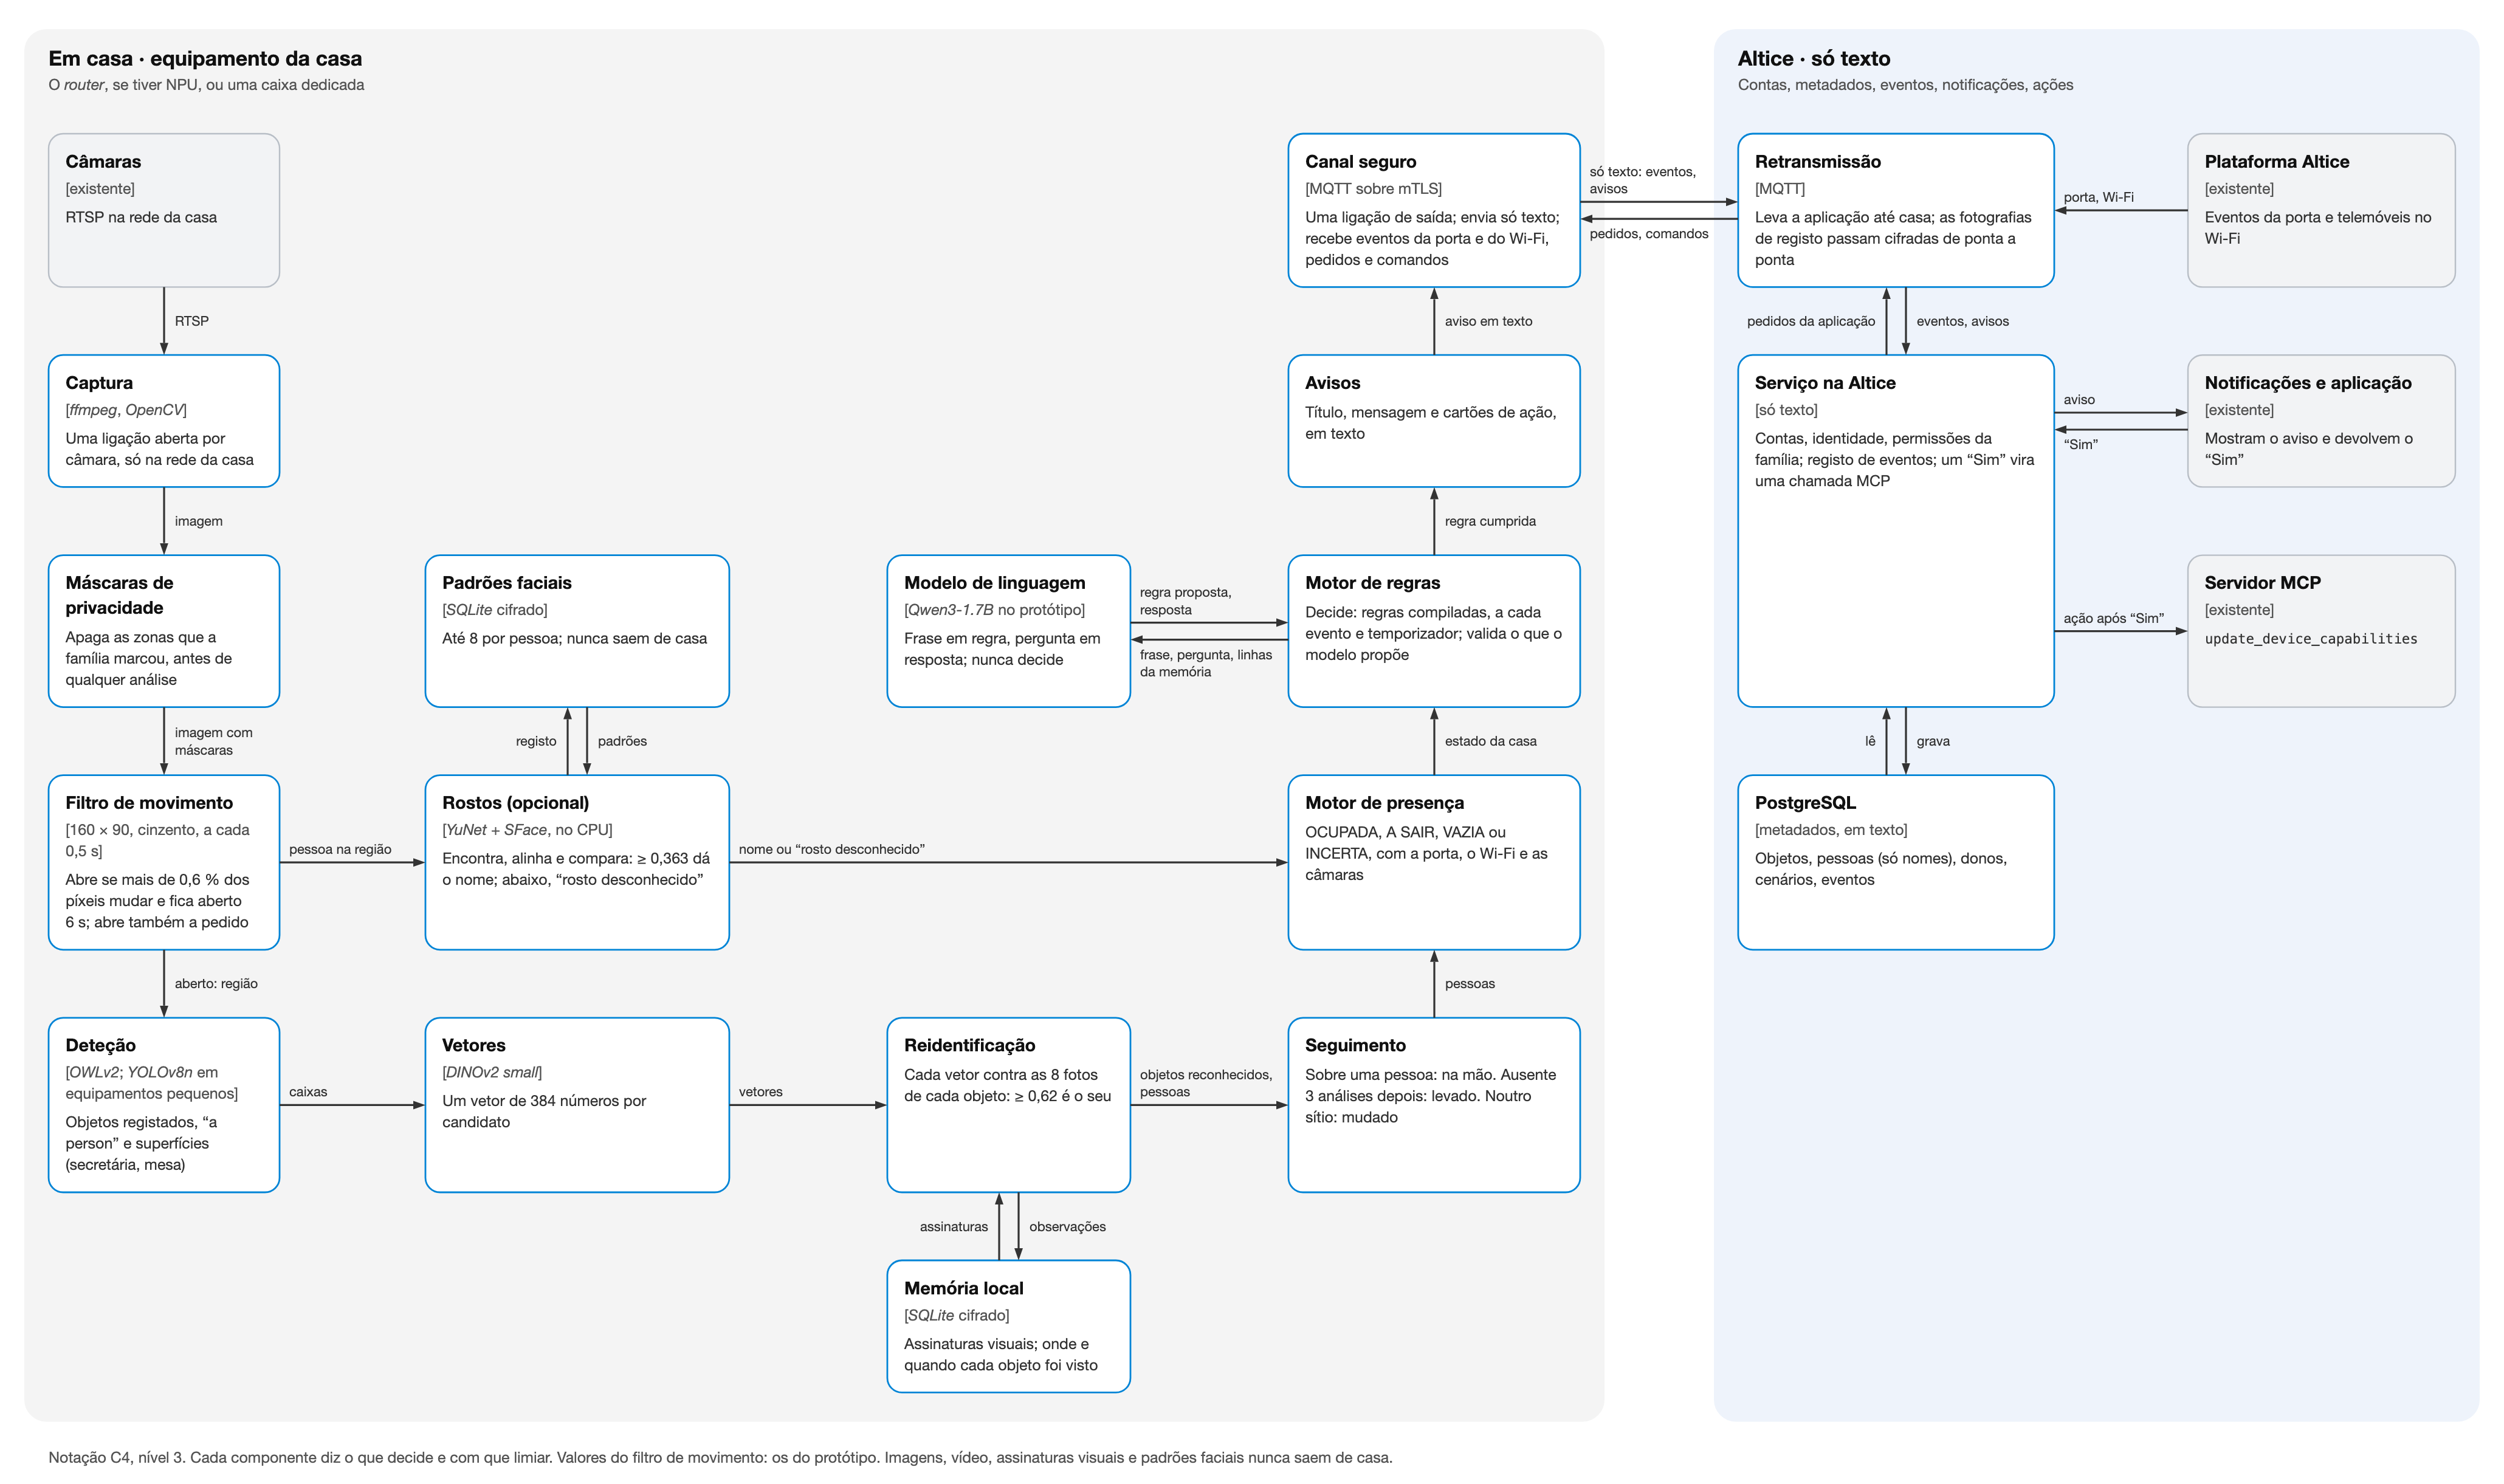 Em casa · equipamento da casa
O router, se tiver NPU, ou uma caixa dedicada
Câmaras
[existente]
RTSP na rede da casa
RTSP
Captura
[ffmpeg, OpenCV]
Uma ligação aberta por
câmara, só na rede da casa
imagem
Máscaras de
privacidade
Apaga as zonas que a
família marcou, antes de
qualquer análise
imagem com
máscaras
Filtro de movimento
[160 × 90, cinzento, a cada
0,5 s]
Abre se mais de 0,6 % dos
píxeis mudar e fica aberto
6 s; abre também a pedido
pessoa na região
aberto: região
Deteção
[OWLv2; YOLOv8n em
equipamentos pequenos]
Objetos registados, “a
person” e superfícies
(secretária, mesa)
caixas
Padrões faciais
[SQLite cifrado]
Até 8 por pessoa; nunca saem de casa
registo
padrões
Rostos (opcional)
[YuNet + SFace, no CPU]
Encontra, alinha e compara: ≥ 0,363 dá
o nome; abaixo, “rosto desconhecido”
nome ou “rosto desconhecido”
Vetores
[DINOv2 small]
Um vetor de 384 números por
candidato
vetores
Reidentificação
Cada vetor contra as 8 fotos
de cada objeto: ≥ 0,62 é o seu
objetos reconhecidos,
pessoas
assinaturas
observações
Memória local
[SQLite cifrado]
Assinaturas visuais; onde e
quando cada objeto foi visto
Seguimento
Sobre uma pessoa: na mão. Ausente
3 análises depois: levado. Noutro
sítio: mudado
pessoas
Motor de presença
OCUPADA, A SAIR, VAZIA ou
INCERTA, com a porta, o Wi-Fi e as
câmaras
estado da casa
Modelo de linguagem
[Qwen3-1.7B no protótipo]
Frase em regra, pergunta em
resposta; nunca decide
regra proposta,
resposta
frase, pergunta, linhas
da memória
Motor de regras
Decide: regras compiladas, a cada
evento e temporizador; valida o que o
modelo propõe
regra cumprida
Avisos
Título, mensagem e cartões de ação,
em texto
aviso em texto
Canal seguro
[MQTT sobre mTLS]
Uma ligação de saída; envia só texto;
recebe eventos da porta e do Wi-Fi,
pedidos e comandos
só texto: eventos,
avisos
pedidos, comandos
Altice · só texto
Contas, metadados, eventos, notificações, ações
Retransmissão
[MQTT]
Leva a aplicação até casa; as fotografias
de registo passam cifradas de ponta a
ponta
porta, Wi-Fi
Plataforma Altice
[existente]
Eventos da porta e telemóveis no
Wi-Fi
pedidos da aplicação
eventos, avisos
Serviço na Altice
[só texto]
Contas, identidade, permissões da
família; registo de eventos; um “Sim” vira
uma chamada MCP
aviso
“Sim”
Notificações e aplicação
[existente]
Mostram o aviso e devolvem o
“Sim”
ação após “Sim”
Servidor MCP
[existente]
update_device_capabilities
lê
grava
PostgreSQL
[metadados, em texto]
Objetos, pessoas (só nomes), donos,
cenários, eventos
Notação C4, nível 3. Cada componente diz o que decide e com que limiar. Valores do filtro de movimento: os do protótipo. Imagens, vídeo, assinaturas visuais e padrões faciais nunca saem de casa.